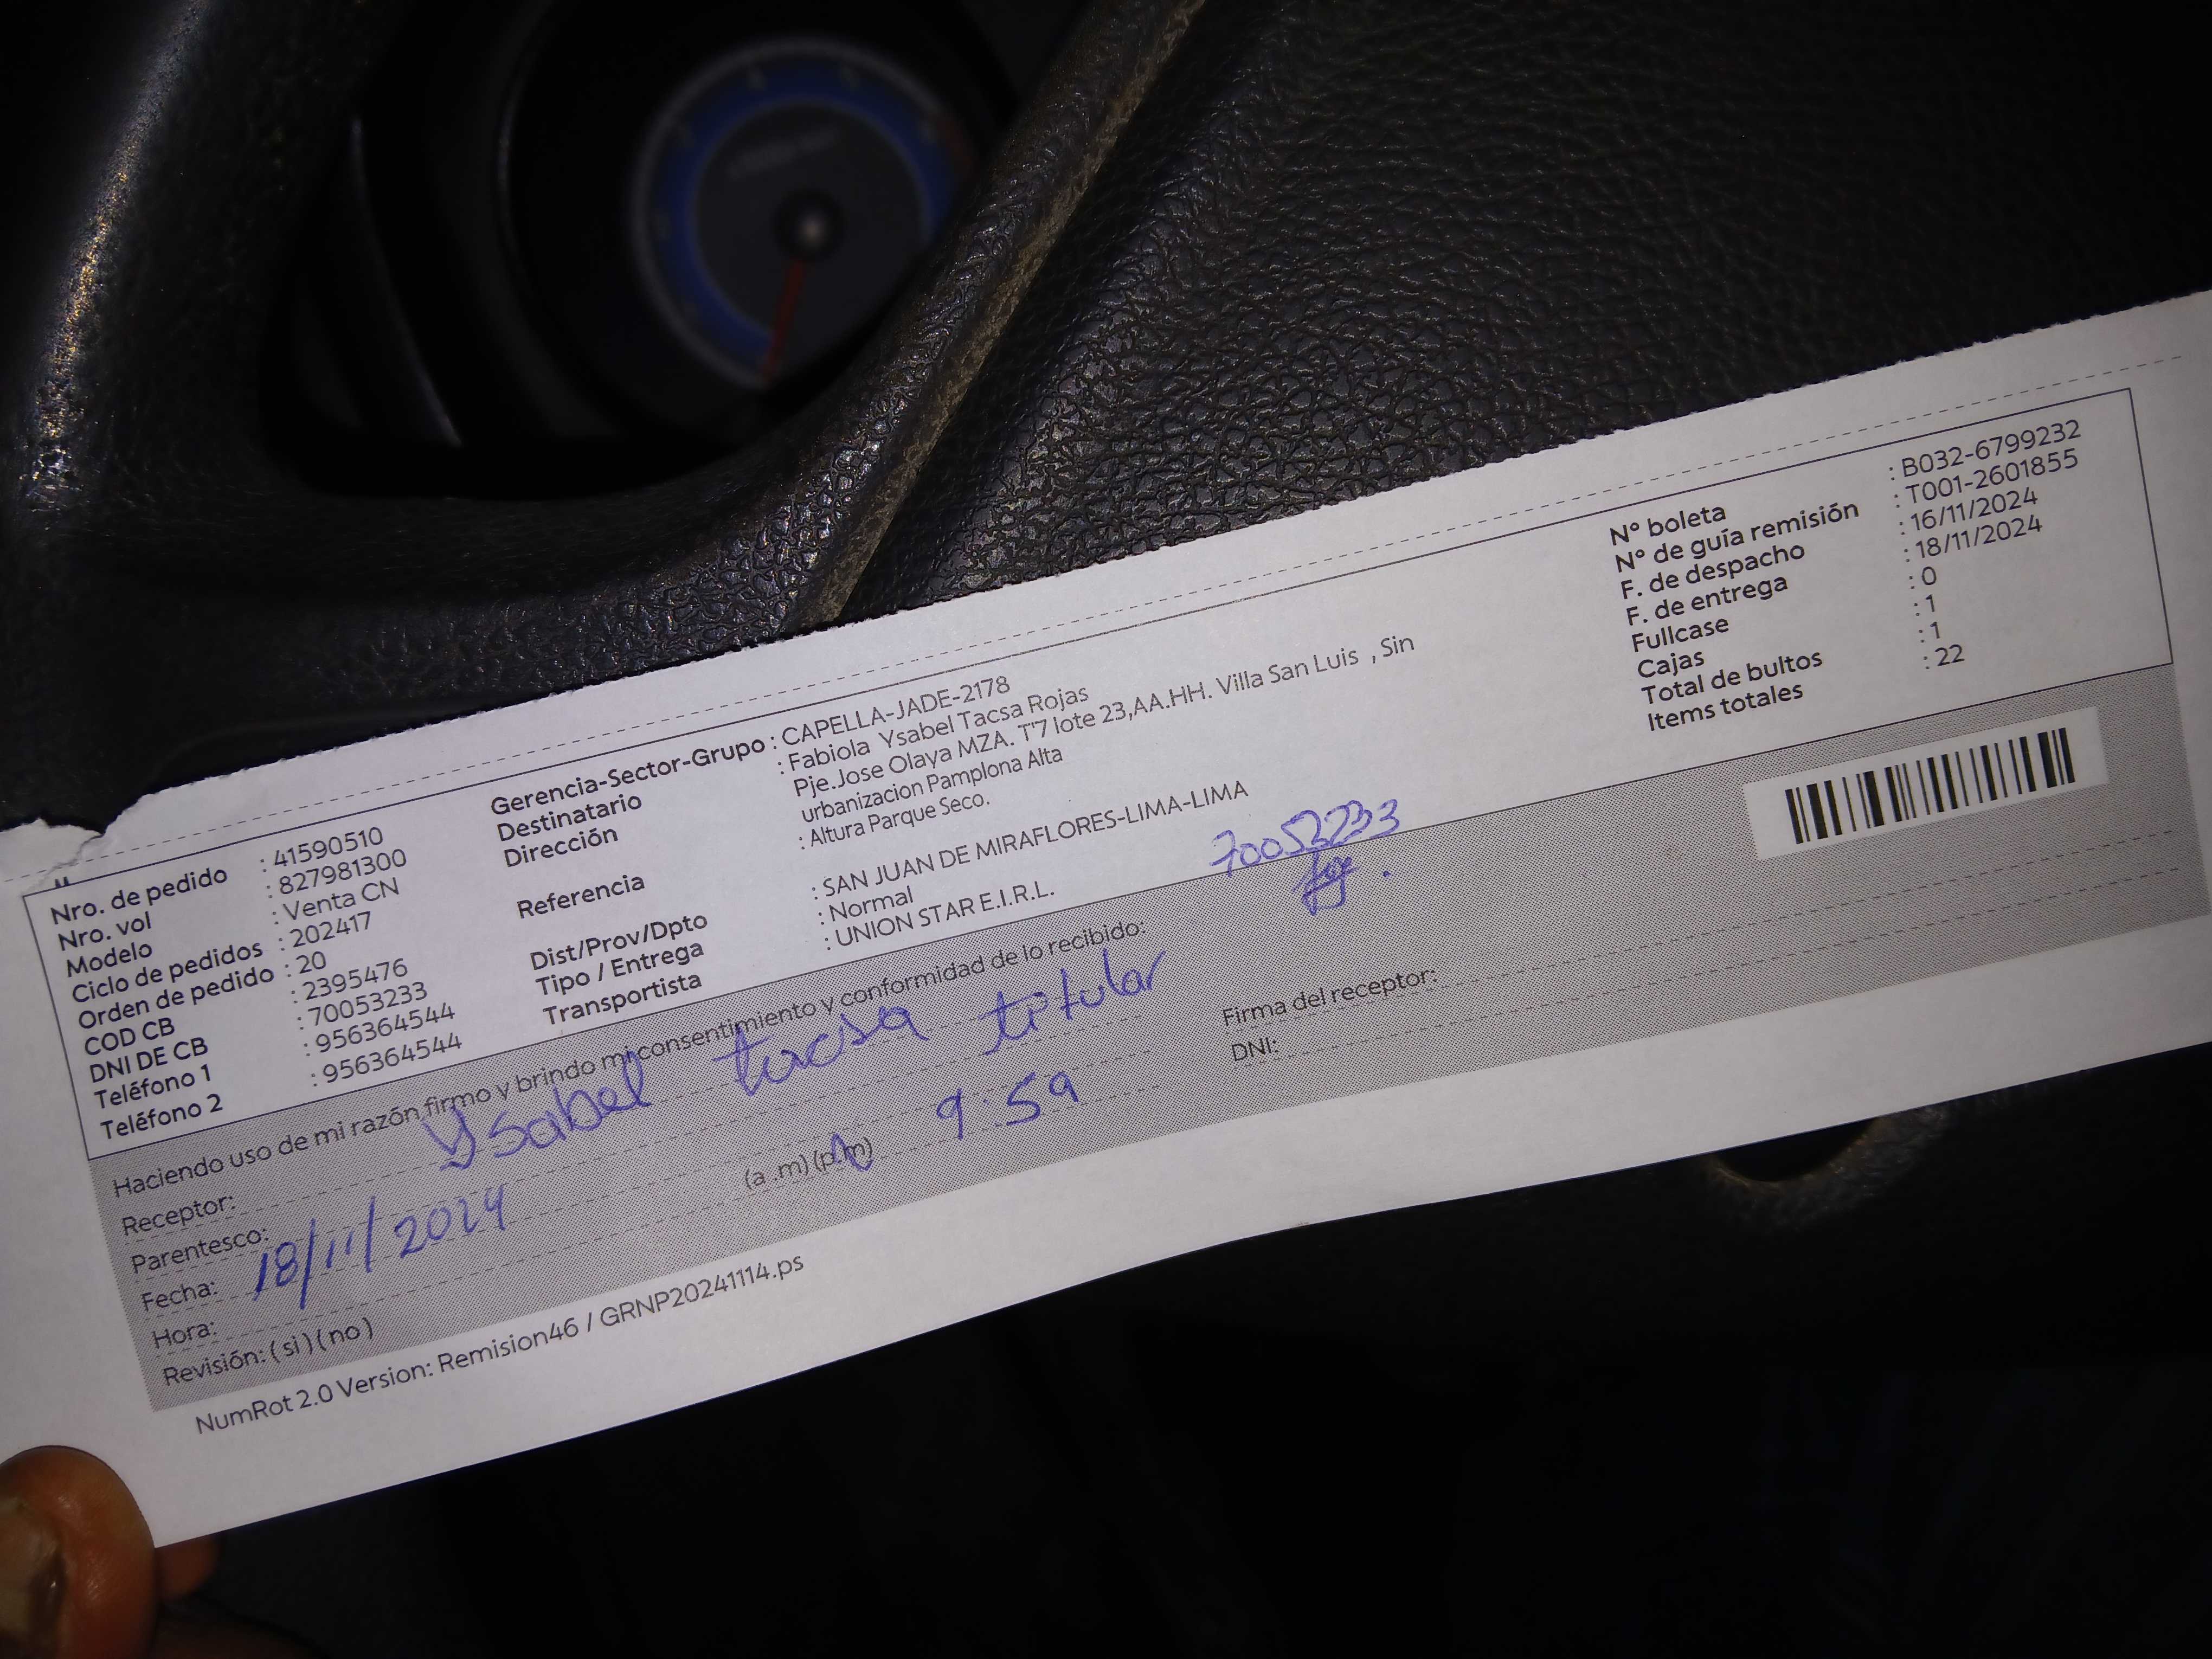 Nro. de pedido : 41590510
Nro. vol : 827981300
Modelo : Venta CN
Ciclo de pedidos : 202417
Orden de pedido : 20
COD CB : 2395476
DNI DE CB : 70053233
Teléfono 1 : 956364544
Teléfono 2 : 956364544
Gerencia-Sector-Grupo : CAPELLA-JADE-2178
Destinatario : Fabiola Ysabel Tacsa Rojas
Dirección Pje.Jose Olaya MZA. T'7 lote 23,AA.HH. Villa San Luis , Sin
urbanizacion Pamplona Alta
Referencia : Altura Parque Seco.
Dist/Prov/Dpto : SAN JUAN DE MIRAFLORES-LIMA-LIMA
Tipo / Entrega : Normal
Transportista : UNION STAR E.I.R.L.
N° boleta : B032-6799232
N° de guía remisión : T001-2601855
F. de despacho : 16/11/2024
F. de entrega : 18/11/2024
Fullcase : 0
Cajas : 1
Total de bultos : 1
Items totales : 22
Haciendo uso de mi razón firmo y brindo mi consentimiento y conformidad de lo recibido:
Receptor: Ysabel tacsa titular
Parentesco:
Fecha: 18/11/2024
Hora: (a .m) (p.m) 9:59
Revisión: ( si ) ( no )
70053233
Firma del receptor:
DNI:
NumRot 2.0 Version: Remision46 / GRNP20241114.ps